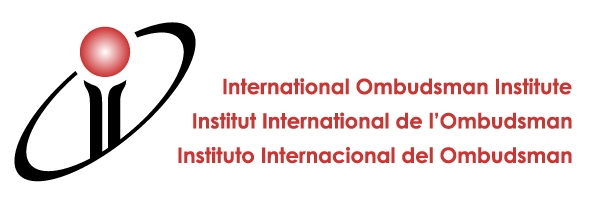 International Ombudsman Institute
Institut International de l’Ombudsman
Instituto Internacional del Ombudsman